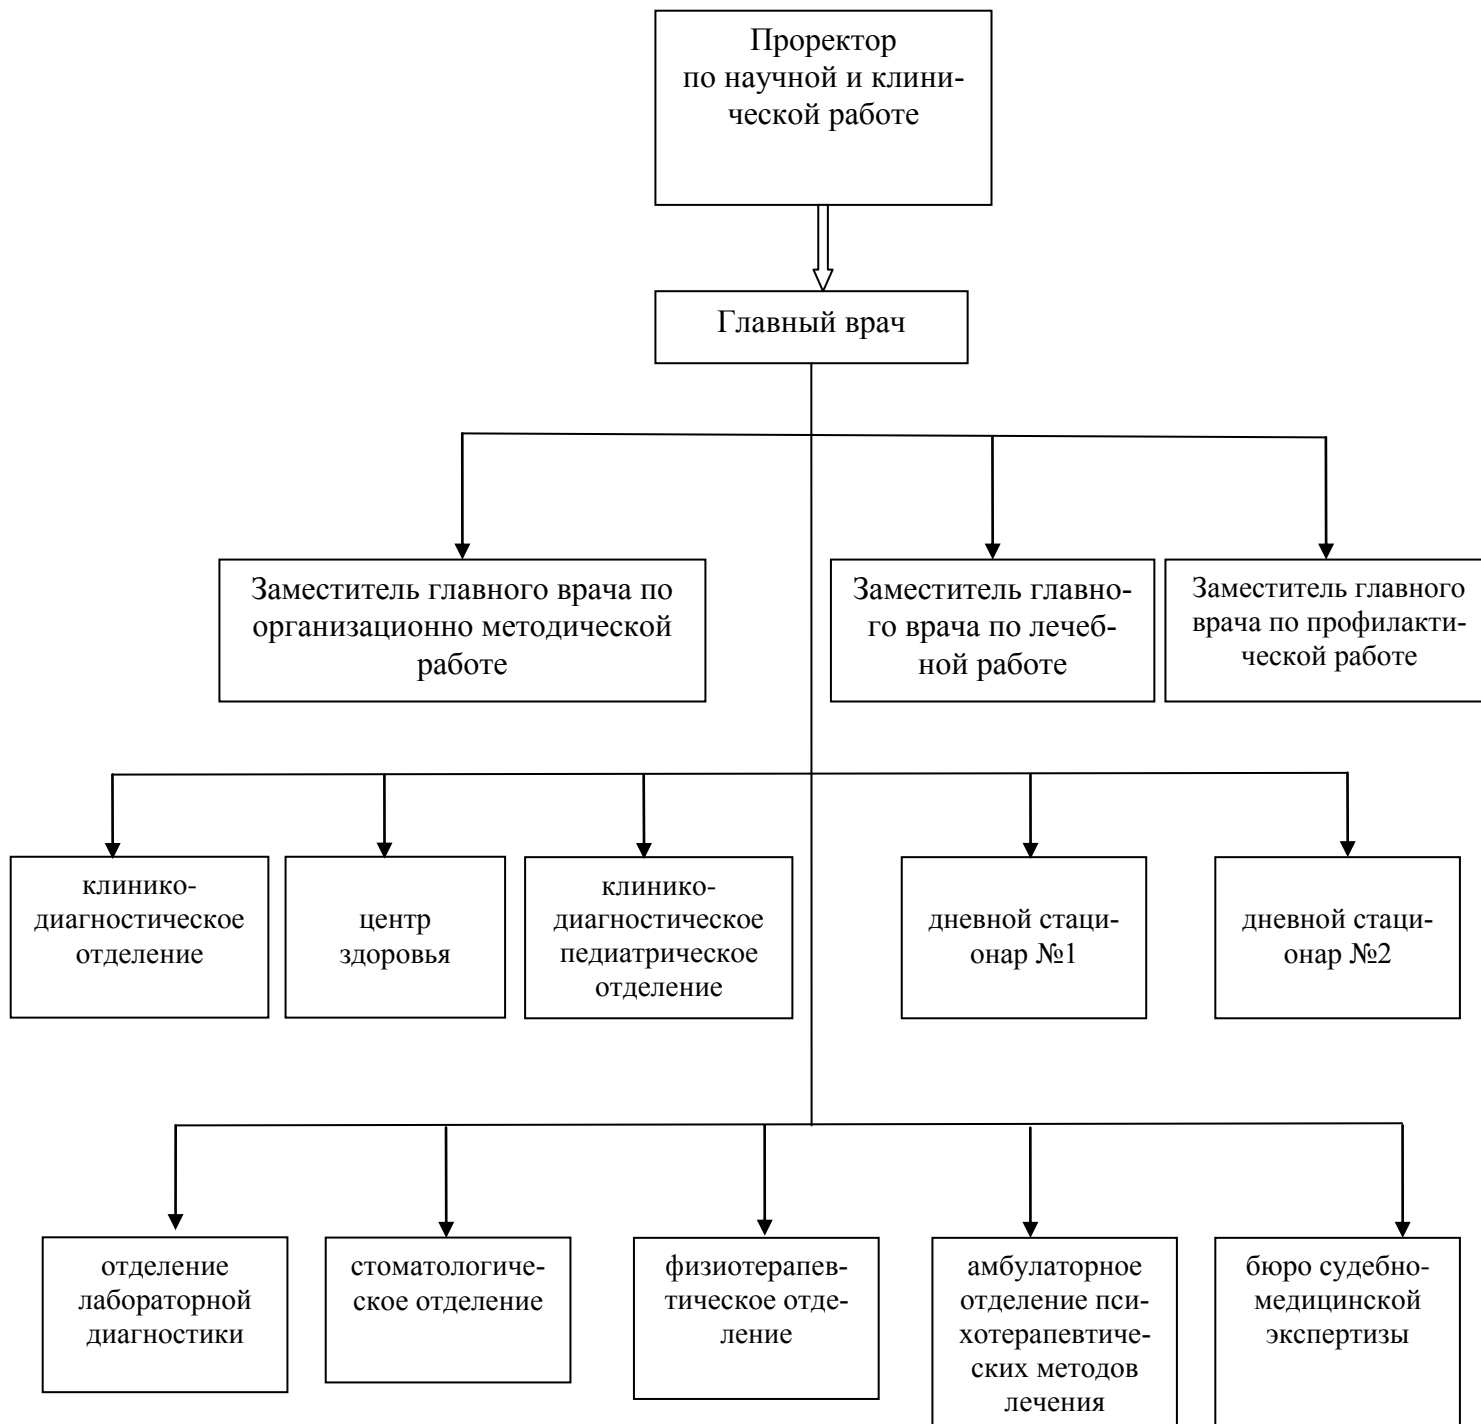 Проректор
по научной и клини-
ческой работе
Главный врач
Заместитель главного врача по
организационно методической
работе
Заместитель главно-
го врача по лечеб-
ной работе
Заместитель главного
врача по профилакти-
ческой работе
клинико-
диагностическое
отделение
центр
здоровья
клинико-
диагностическое
педиатрическое
отделение
дневной стаци-
онар №1
дневной стаци-
онар №2
отделение
лабораторной
диагностики
стоматологиче-
ское отделение
физиотерапев-
тическое отде-
ление
амбулаторное
отделение пси-
хотерапевтиче-
ских методов
лечения
бюро судебно-
медицинской
экспертизы